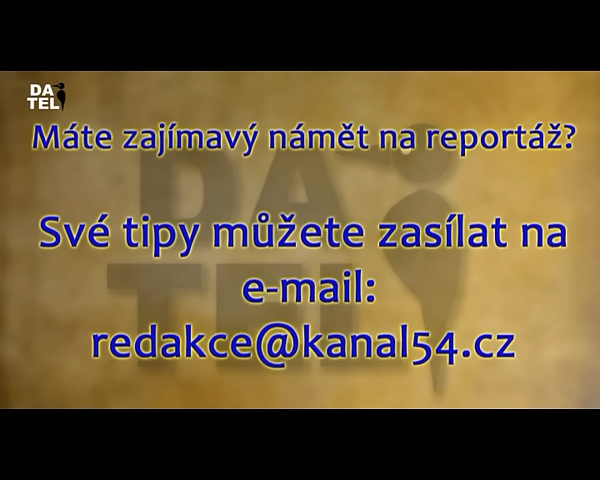 DA
TEL
Máte zajímavý námět na reportáž?
Své tipy můžete zasílat na
e-mail:
redakce@kanal54.cz